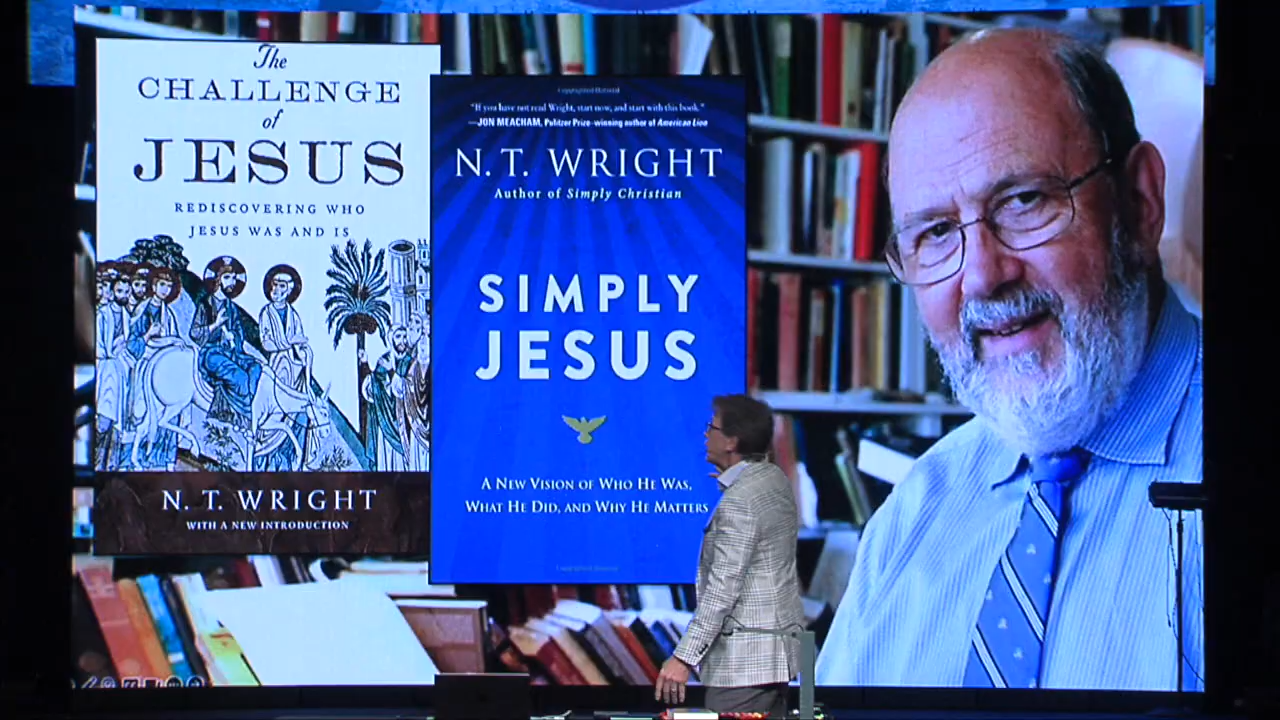 The
CHALLENGE
of
JESUS
REDISCOVERING WHO
JESUS WAS AND IS
N. T. WRIGHT
WITH A NEW INTRODUCTION
"If you have not read Wright, start now, and start with this book."
—JON MEACHAM, Pulitzer Prize–winning author of American Lion
N. T. WRIGHT
Author of Simply Christian
SIMPLY
JESUS
A NEW VISION OF WHO HE WAS,
WHAT HE DID, AND WHY HE MATTERS